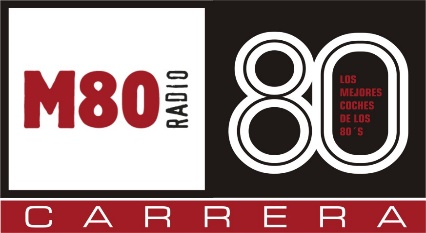 M80
RADIO
80
LOS
MEJORES
COCHES
DE LOS
80´S
CARRERA